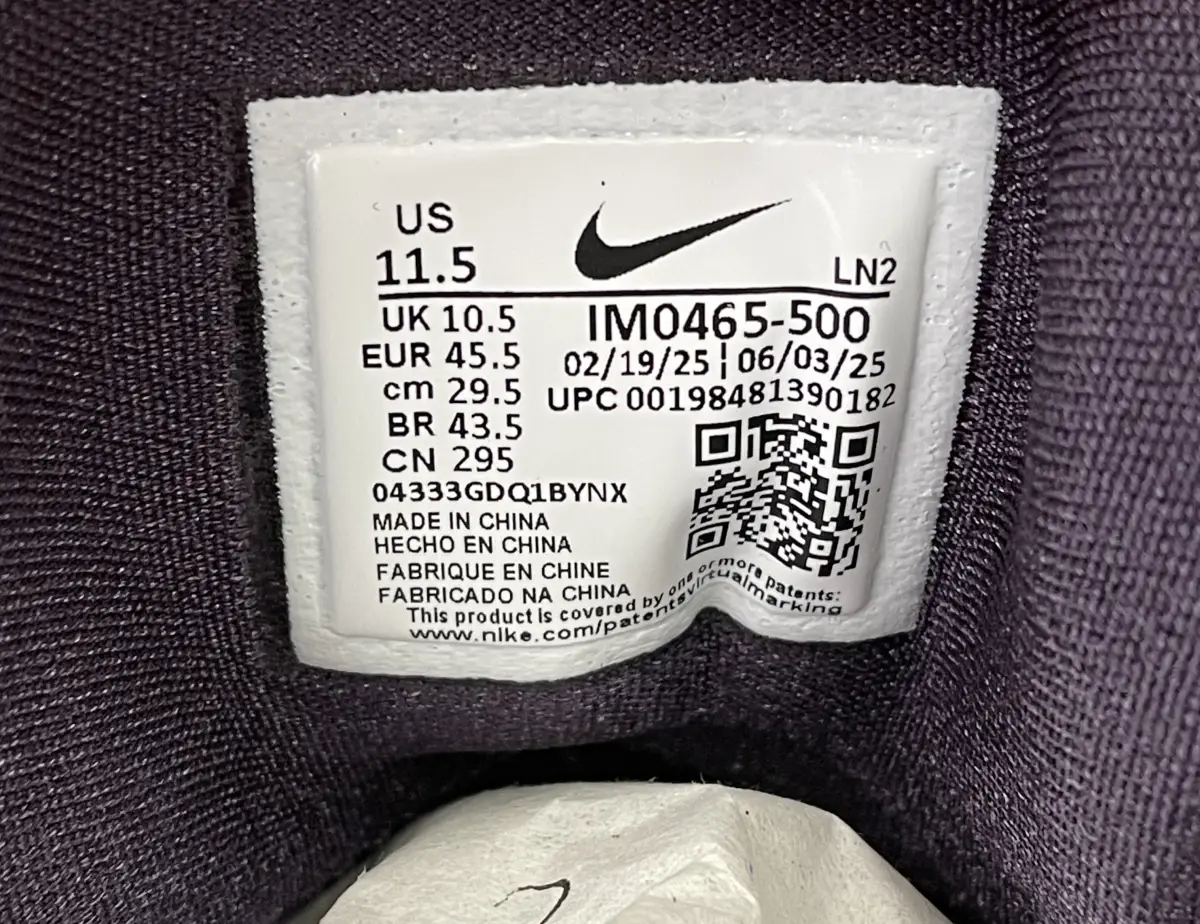 US
11.5
LN2
UK 10.5
IM0465-500
EUR 45.5
02/19/25 | 06/03/25
cm 29.5
UPC 00198481390182
BR 43.5
CN 295
04333GDQ1BYNX
MADE IN CHINA
HECHO EN CHINA
FABRIQUE EN CHINE
FABRICADO NA CHINA
This product is covered by one or more patents:
www.nike.com/patentsvirtualmarking